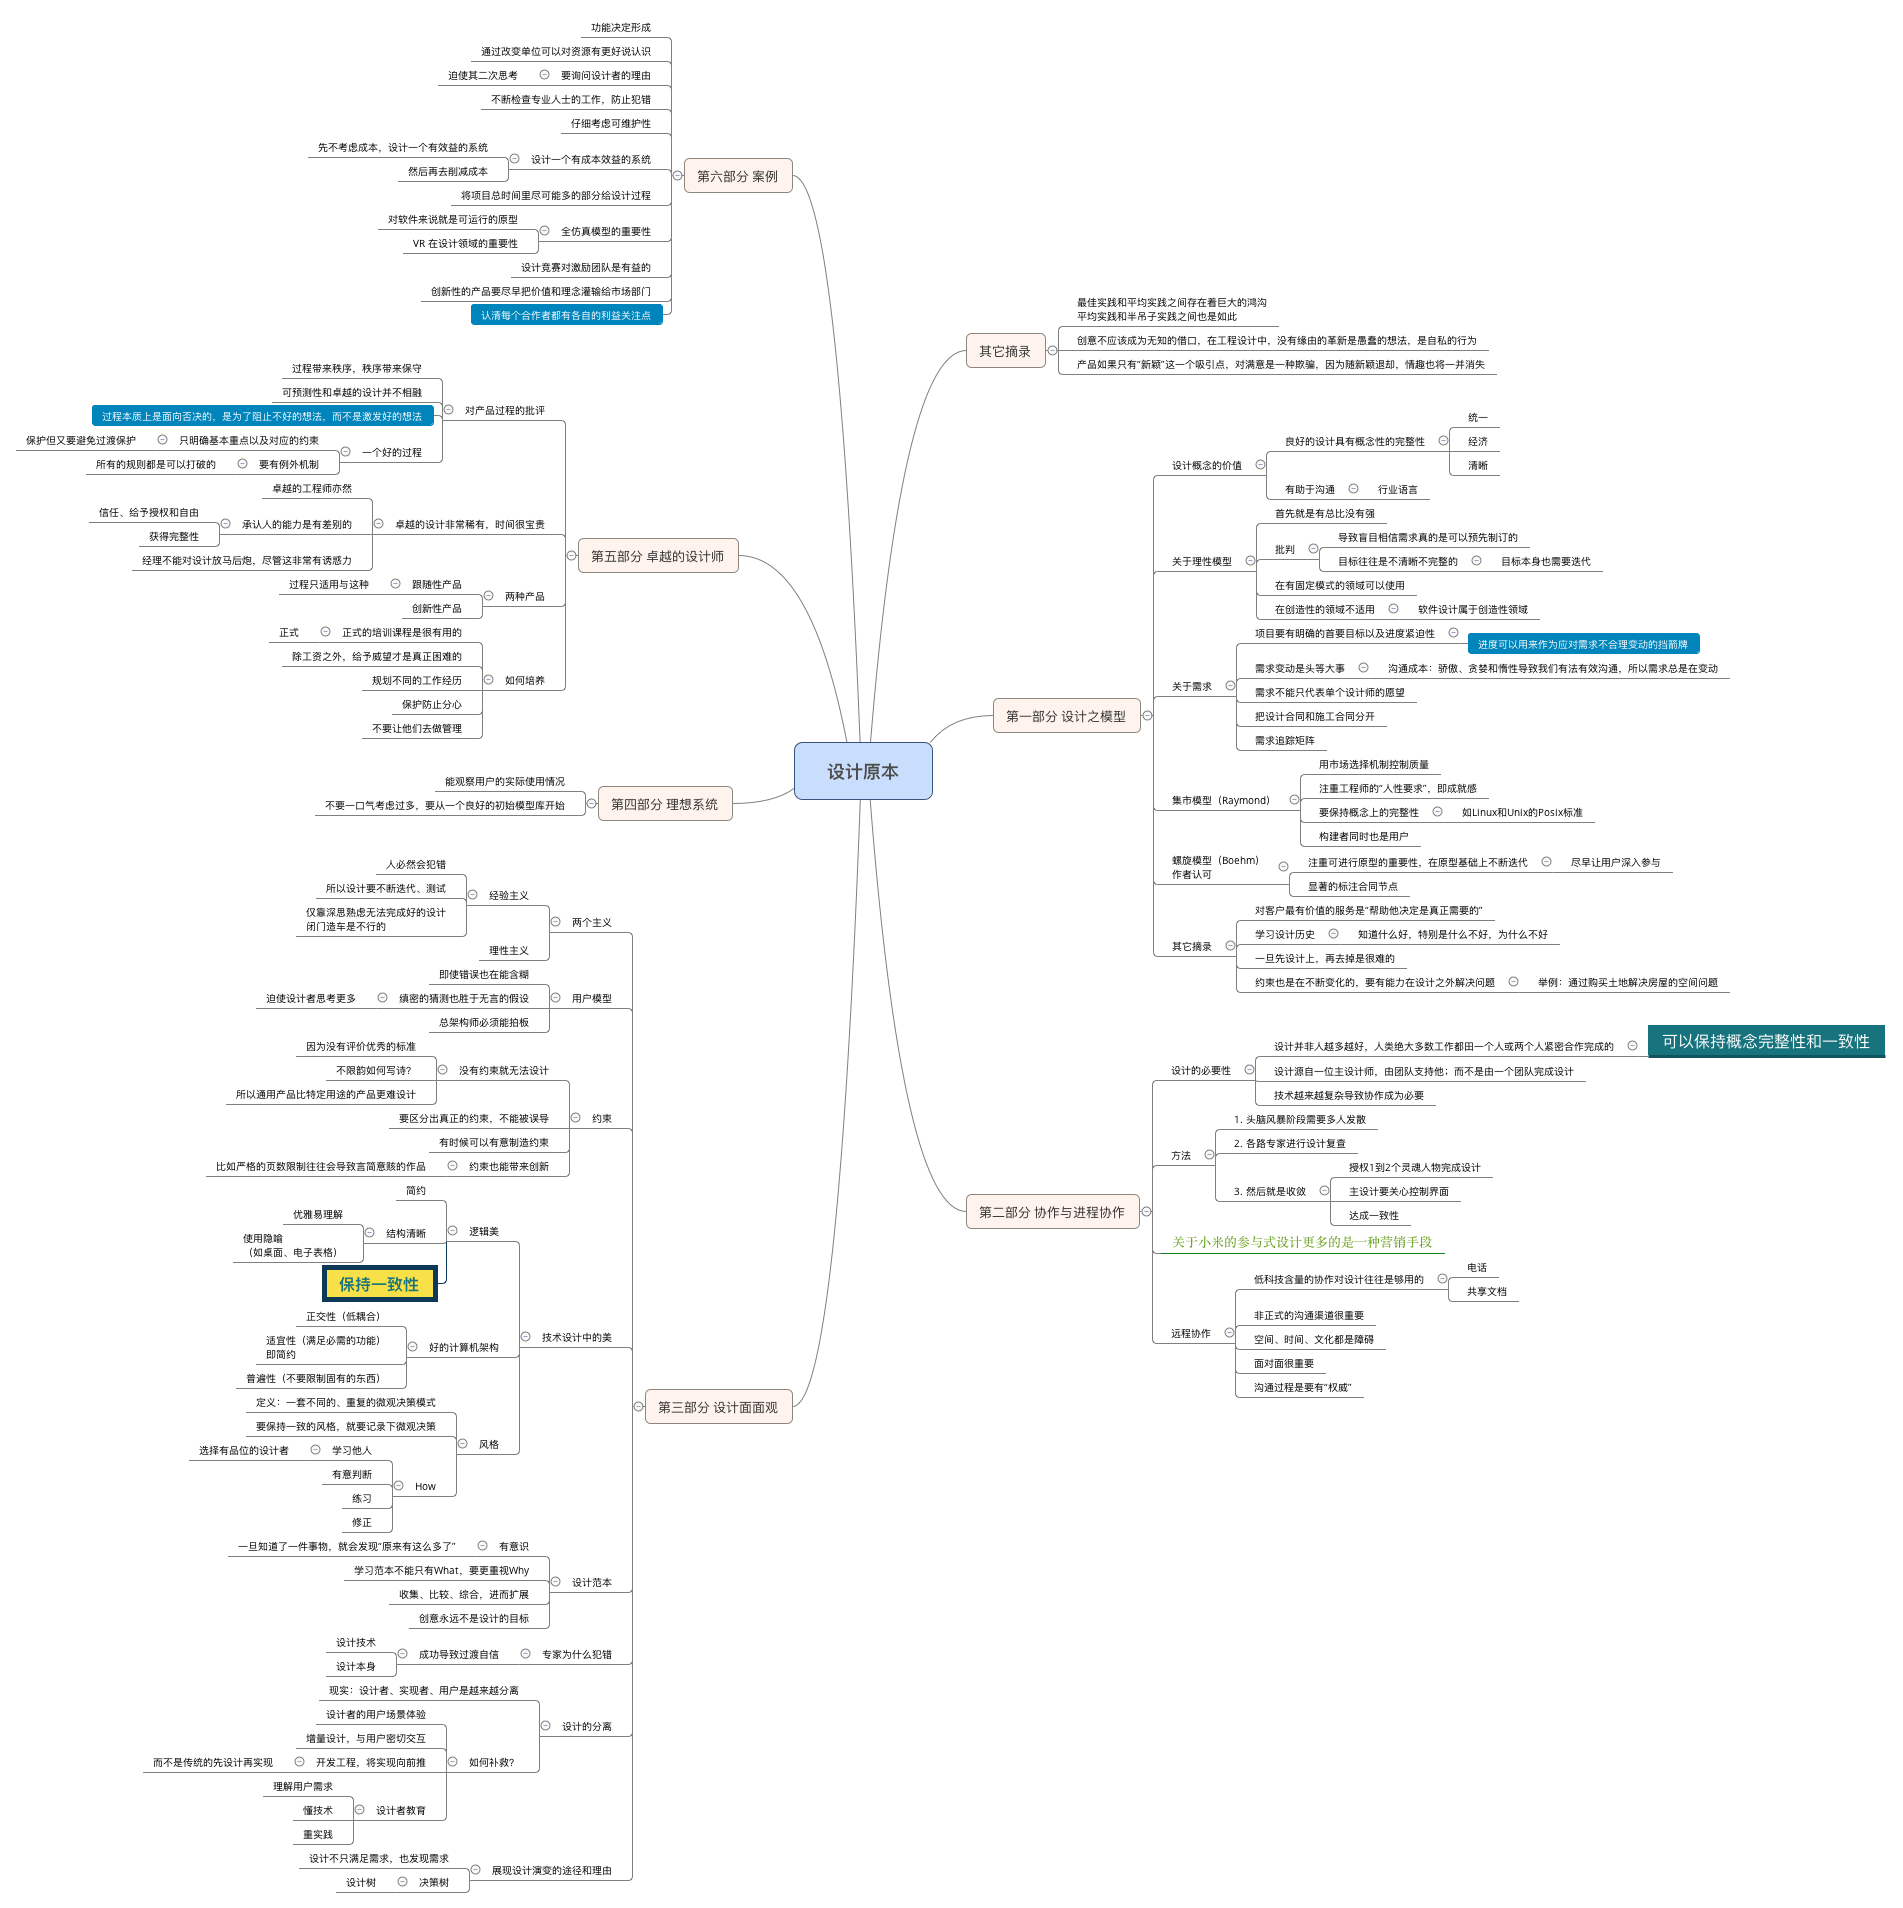 设计原本
其它摘录
最佳实践和平均实践之间存在着巨大的鸿沟
平均实践和半吊子实践之间也是如此
创意不应该成为无知的借口，在工程设计中，没有缘由的革新是愚蠢的想法，是自私的行为
产品如果只有“新颖”这一个吸引点，对满意是一种欺骗，因为随新颖退却，情趣也将一并消失
第一部分 设计之模型
设计概念的价值
良好的设计具有概念性的完整性
统一
经济
清晰
有助于沟通
行业语言
关于理性模型
首先就是有总比没有强
批判
导致盲目相信需求真的是可以预先制订的
目标往往是不清晰不完整的
目标本身也需要迭代
在有固定模式的领域可以使用
在创造性的领域不适用
软件设计属于创造性领域
关于需求
项目要有明确的首要目标以及进度紧迫性
进度可以用来作为应对需求不合理变动的挡箭牌
需求变动是头等大事
沟通成本：骄傲、贪婪和惰性导致我们有法有效沟通，所以需求总是在变动
需求不能只代表单个设计师的愿望
把设计合同和施工合同分开
需求追踪矩阵
集市模型（Raymond）
用市场选择机制控制质量
注重工程师的“人性要求”，即成就感
要保持概念上的完整性
如Linux和Unix的Posix标准
构建者同时也是用户
螺旋模型（Boehm）
作者认可
注重可进行原型的重要性，在原型基础上不断迭代
尽早让用户深入参与
显著的标注合同节点
其它摘录
对客户最有价值的服务是“帮助他决定是真正需要的”
学习设计历史
知道什么好，特别是什么不好，为什么不好
一旦先设计上，再去掉是很难的
约束也是在不断变化的，要有能力在设计之外解决问题
举例：通过购买土地解决房屋的空间问题
第二部分 协作与进程协作
设计的必要性
设计并非人越多越好，人类绝大多数工作都田一个人或两个人紧密合作完成的
可以保持概念完整性和一致性
设计源自一位主设计师，由团队支持他；而不是由一个团队完成设计
技术越来越复杂导致协作成为必要
方法
1. 头脑风暴阶段需要多人发散
2. 各路专家进行设计复查
3. 然后就是收敛
授权1到2个灵魂人物完成设计
主设计要关心控制界面
达成一致性
关于小米的参与式设计更多的是一种营销手段
远程协作
低科技含量的协作对设计往往是够用的
电话
共享文档
非正式的沟通渠道很重要
空间、时间、文化都是障碍
面对面很重要
沟通过程是要有“权威”
第六部分 案例
功能决定形成
通过改变单位可以对资源有更好说认识
要询问设计者的理由
迫使其二次思考
不断检查专业人士的工作，防止犯错
仔细考虑可维护性
设计一个有成本效益的系统
先不考虑成本，设计一个有效益的系统
然后再去削减成本
将项目总时间里尽可能多的部分给设计过程
全仿真模型的重要性
对软件来说就是可运行的原型
VR 在设计领域的重要性
设计竞赛对激励团队是有益的
创新性的产品要尽早把价值和理念灌输给市场部门
认清每个合作者都有各自的利益关注点
第五部分 卓越的设计师
对产品过程的批评
过程带来秩序，秩序带来保守
可预测性和卓越的设计并不相融
过程本质上是面向否决的，是为了阻止不好的想法，而不是激发好的想法
一个好的过程
只明确基本重点以及对应的约束
保护但又要避免过渡保护
要有例外机制
所有的规则都是可以打破的
卓越的设计非常稀有，时间很宝贵
卓越的工程师亦然
承认人的能力是有差别的
信任、给予授权和自由
获得完整性
经理不能对设计放马后炮，尽管这非常有诱惑力
两种产品
跟随性产品
过程只适用与这种
创新性产品
如何培养
正式的培训课程是很有用的
正式
除工资之外，给予威望才是真正困难的
规划不同的工作经历
保护防止分心
不要让他们去做管理
第四部分 理想系统
能观察用户的实际使用情况
不要一口气考虑过多，要从一个良好的初始模型库开始
第三部分 设计面面观
两个主义
经验主义
人必然会犯错
所以设计要不断迭代、测试
仅靠深思熟虑无法完成好的设计
闭门造车是不行的
理性主义
用户模型
即使错误也在能含糊
缜密的猜测也胜于无言的假设
迫使设计者思考更多
总架构师必须能拍板
约束
没有约束就无法设计
因为没有评价优秀的标准
不限韵如何写诗？
所以通用产品比特定用途的产品更难设计
要区分出真正的约束，不能被误导
有时候可以有意制造约束
约束也能带来创新
比如严格的页数限制往往会导致言简意赅的作品
技术设计中的美
逻辑美
简约
结构清晰
优雅易理解
使用隐喻
（如桌面、电子表格）
保持一致性
好的计算机架构
正交性（低耦合）
适宜性（满足必需的功能）
即简约
普遍性（不要限制固有的东西）
风格
定义：一套不同的、重复的微观决策模式
要保持一致的风格，就要记录下微观决策
How
学习他人
选择有品位的设计者
有意判断
练习
修正
设计范本
有意识
一旦知道了一件事物，就会发现“原来有这么多了”
学习范本不能只有What，要更重视Why
收集、比较、综合，进而扩展
创意永远不是设计的目标
专家为什么犯错
成功导致过渡自信
设计技术
设计本身
设计的分离
现实：设计者、实现者、用户是越来越分离
如何补救？
设计者的用户场景体验
增量设计，与用户密切交互
开发工程，将实现向前推
而不是传统的先设计再实现
设计者教育
理解用户需求
懂技术
重实践
展现设计演变的途径和理由
设计不只满足需求，也发现需求
决策树
设计树